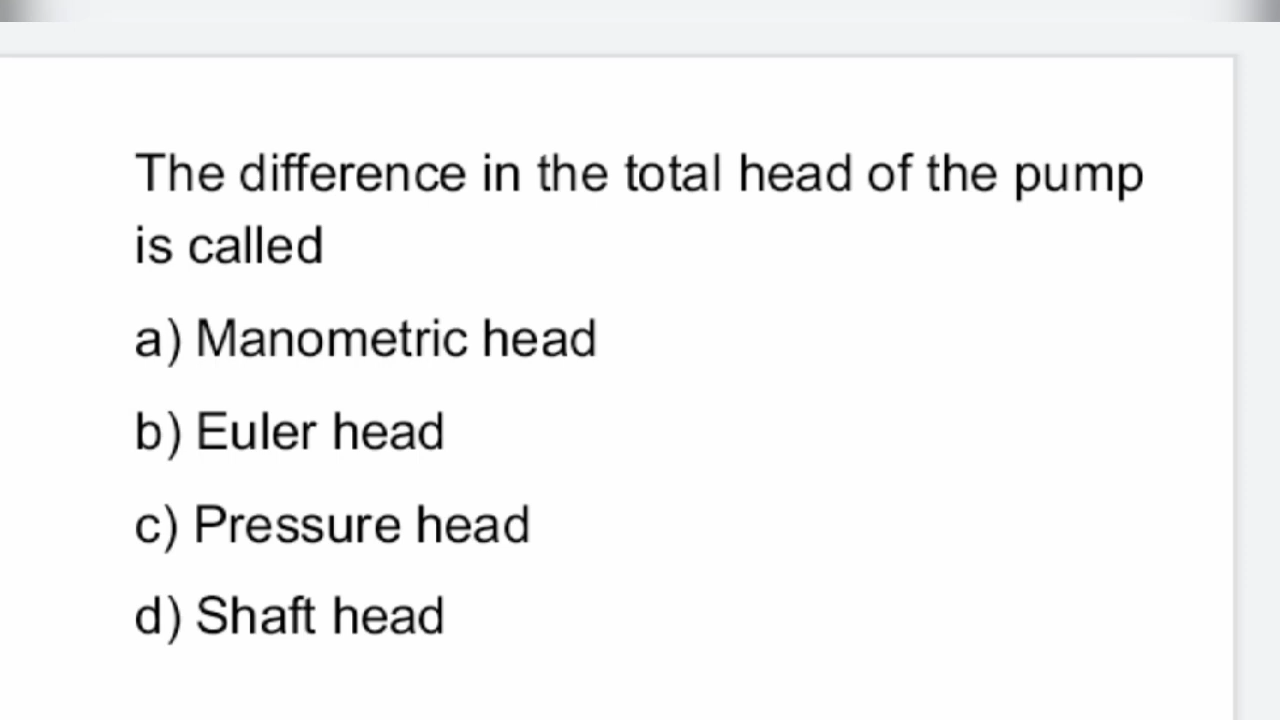 The difference in the total head of the pump
is called
a) Manometric head
b) Euler head
c) Pressure head
d) Shaft head